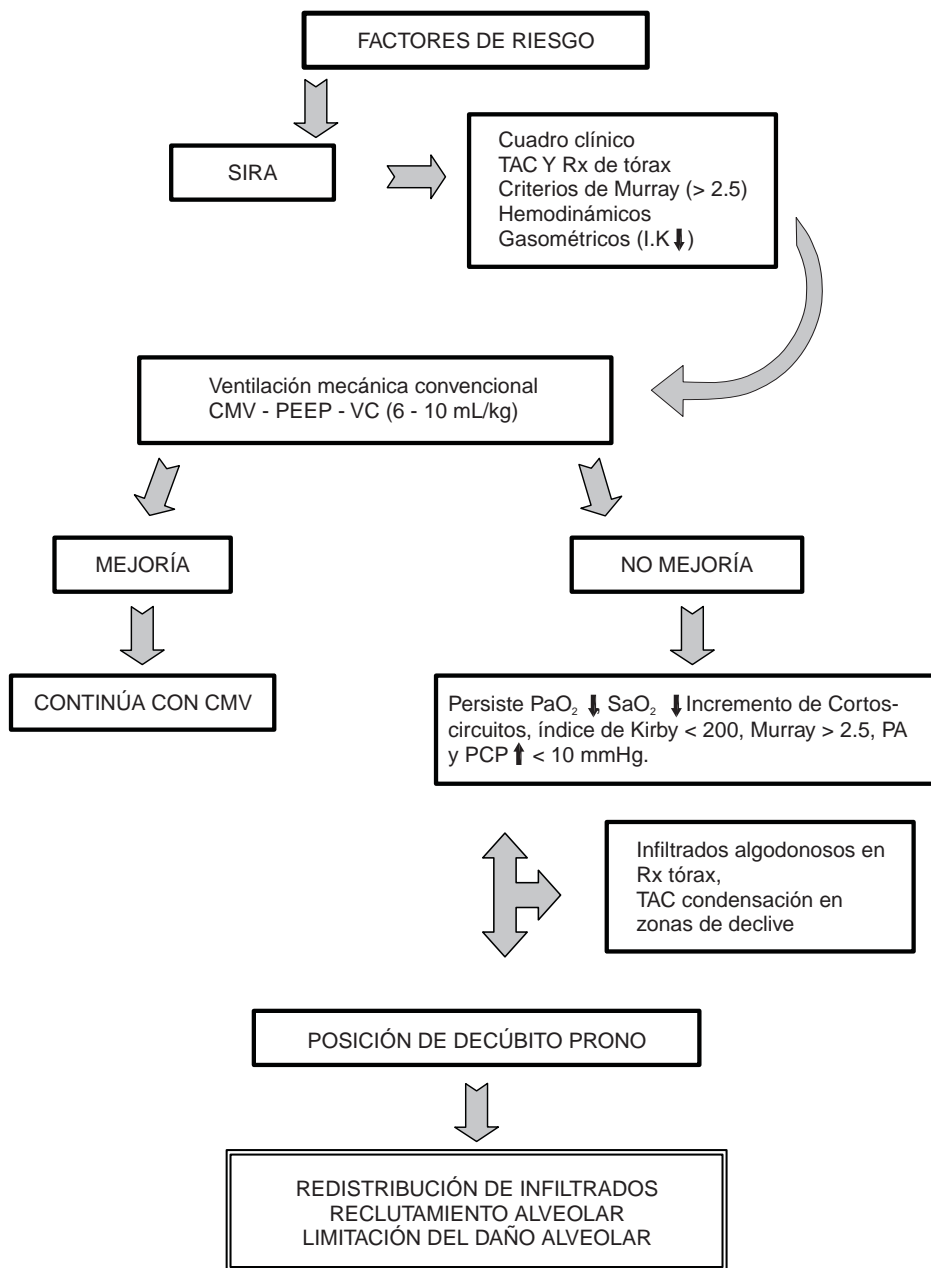 FACTORES DE RIESGO
SIRA
Cuadro clínico
TAC Y Rx de tórax
Criterios de Murray (> 2.5)
Hemodinámicos
Gasométricos (I.K⬇)
Ventilación mecánica convencional
CMV - PEEP - VC (6 - 10 mL/kg)
MEJORÍA
NO MEJORÍA
CONTINÚA CON CMV
Persiste PaO₂ ⬇, SaO₂ ⬇ Incremento de Cortos-
circuitos, índice de Kirby < 200, Murray > 2.5, PA
y PCP ⬆ < 10 mmHg.
Infiltrados algodonosos en
Rx tórax,
TAC condensación en
zonas de declive
POSICIÓN DE DECÚBITO PRONO
REDISTRIBUCIÓN DE INFILTRADOS
RECLUTAMIENTO ALVEOLAR
LIMITACIÓN DEL DAÑO ALVEOLAR